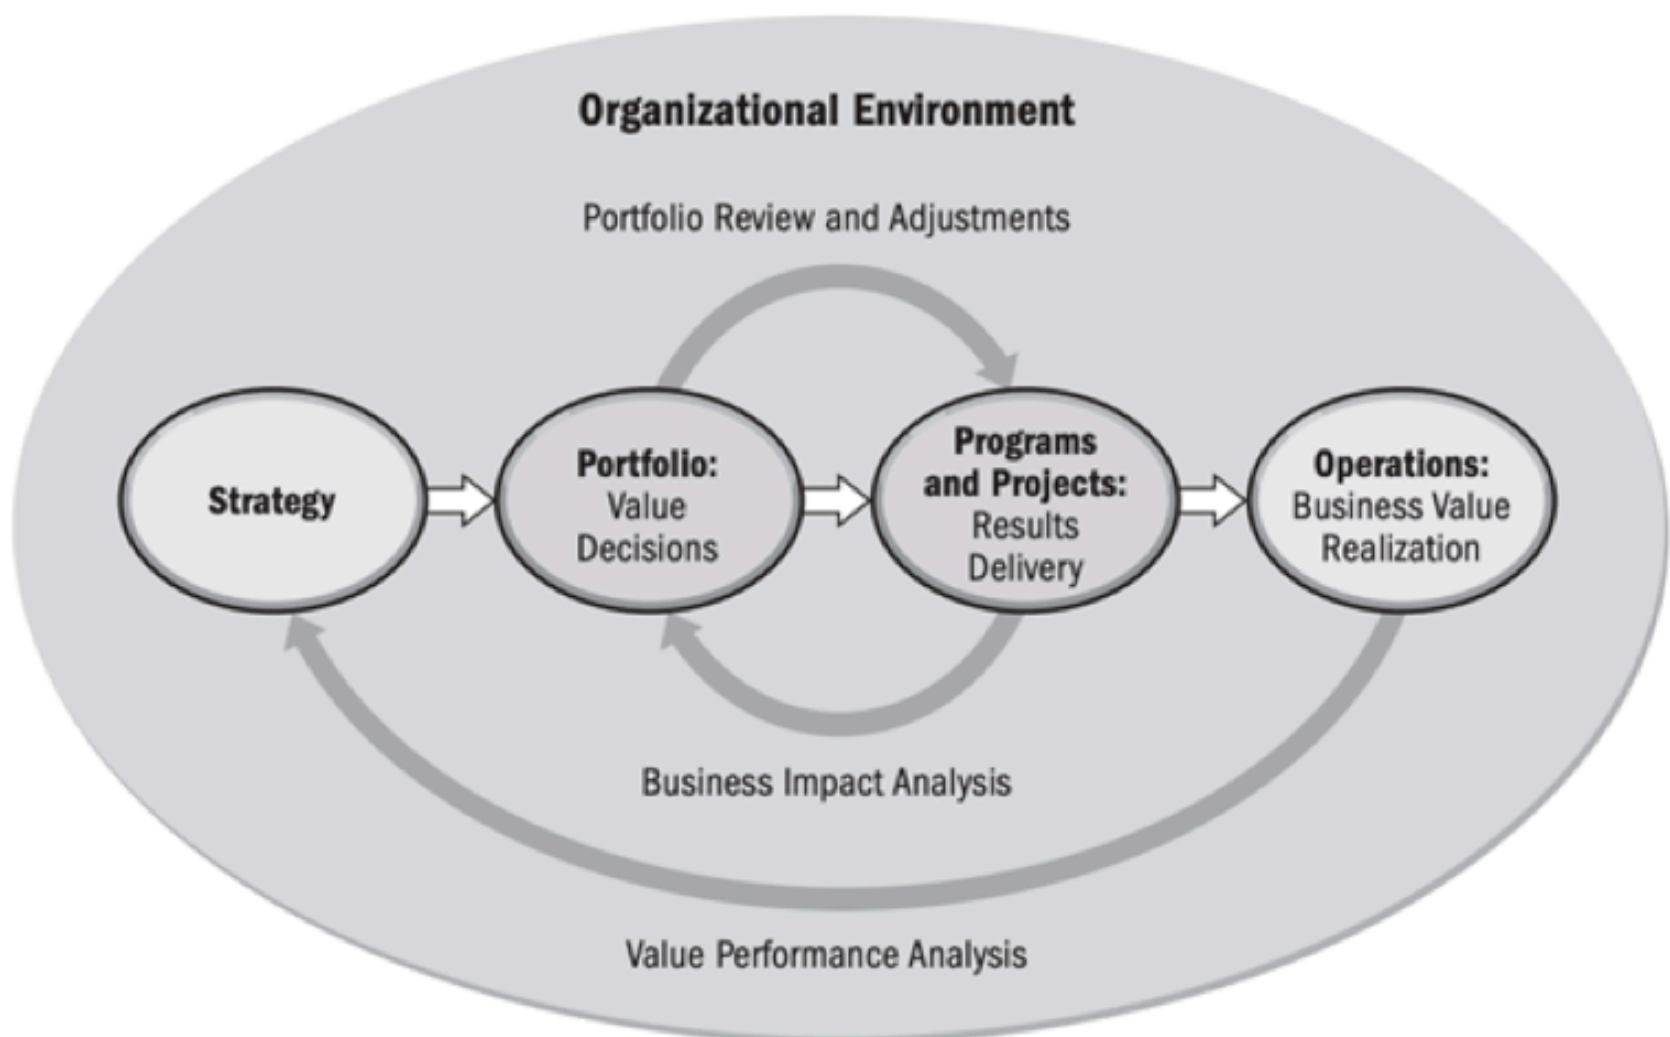 Organizational Environment
Portfolio Review and Adjustments
Strategy
Portfolio:
Value
Decisions
Programs
and Projects:
Results
Delivery
Operations:
Business Value
Realization
Business Impact Analysis
Value Performance Analysis